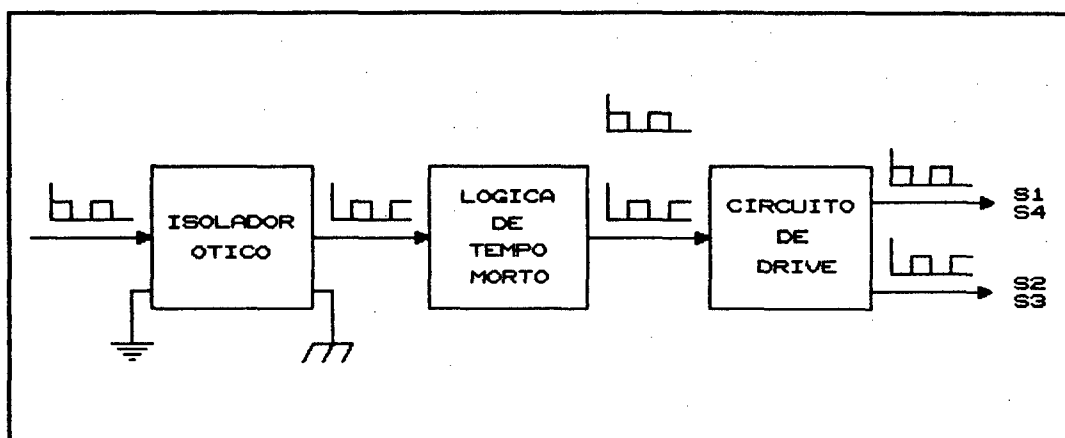 ISOLADOR
OTICO
LOGICA
DE
TEMPO
MORTO
CIRCUITO
DE
DRIVE
S1
S4
S2
S3